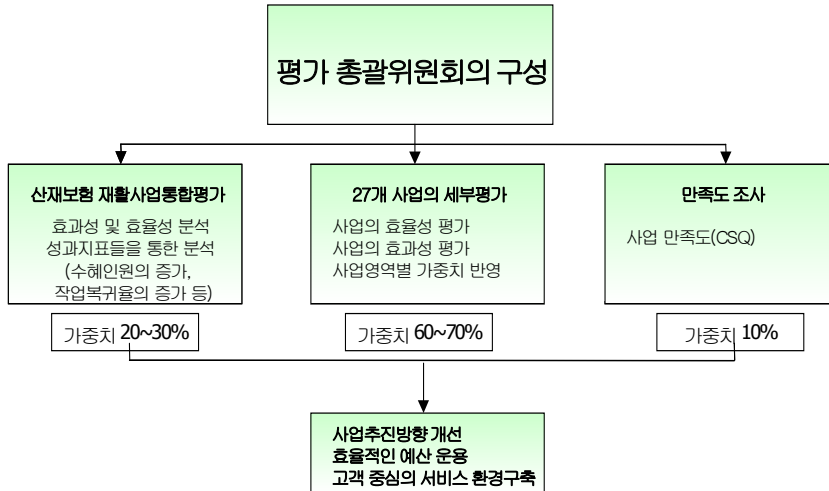 평가 총괄위원회의 구성
산재보험 재활사업통합평가
효과성 및 효율성 분석
성과지표들을 통한 분석
(수혜인원의 증가,
작업복귀율의 증가 등)
가중치 20~30%
27개 사업의 세부평가
사업의 효율성 평가
사업의 효과성 평가
사업영역별 가중치 반영
가중치 60~70%
만족도 조사
사업 만족도(CSQ)
가중치 10%
사업추진방향 개선
효율적인 예산 운용
고객 중심의 서비스 환경구축